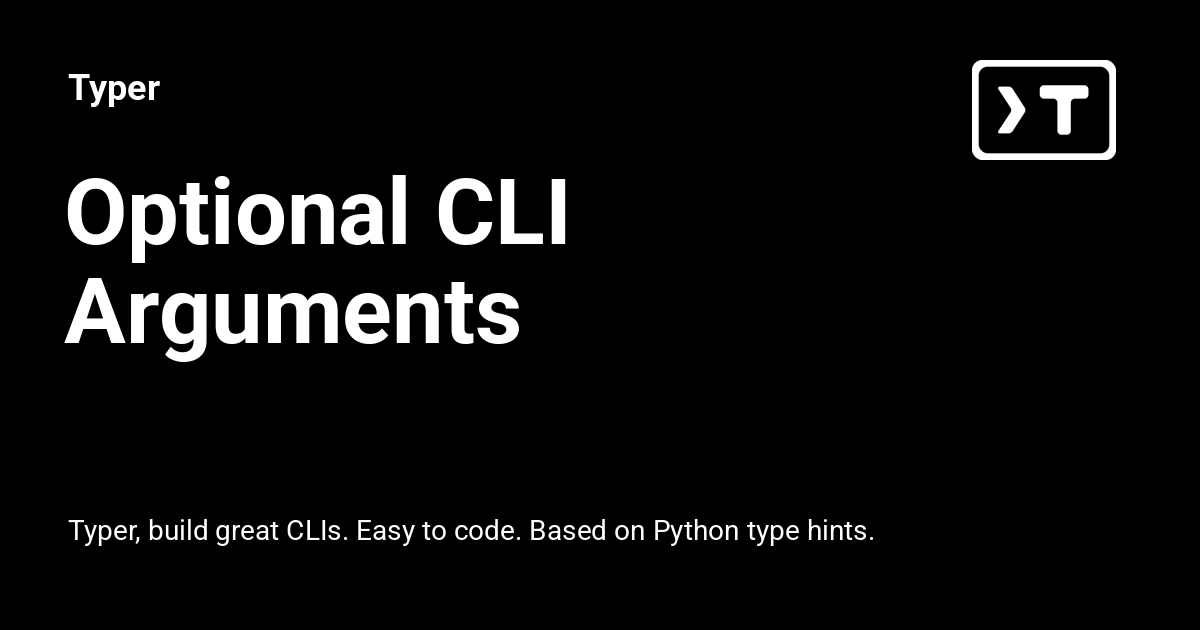 Typer
❯T
Optional CLI
Arguments
Typer, build great CLIs. Easy to code. Based on Python type hints.